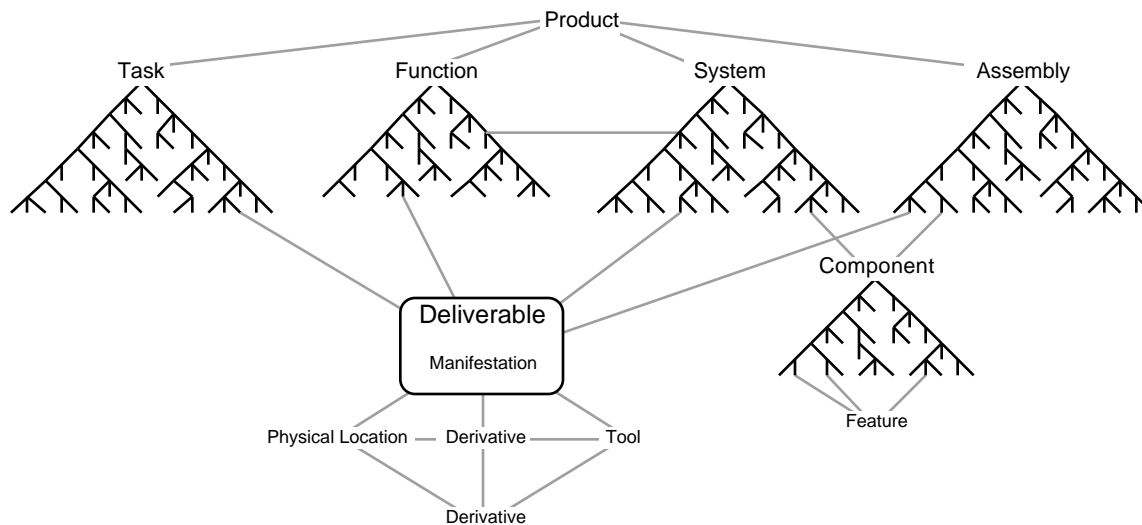 Product
Task
Function
System
Assembly
Component
Deliverable
Manifestation
Feature
Physical Location
Derivative
Tool
Derivative